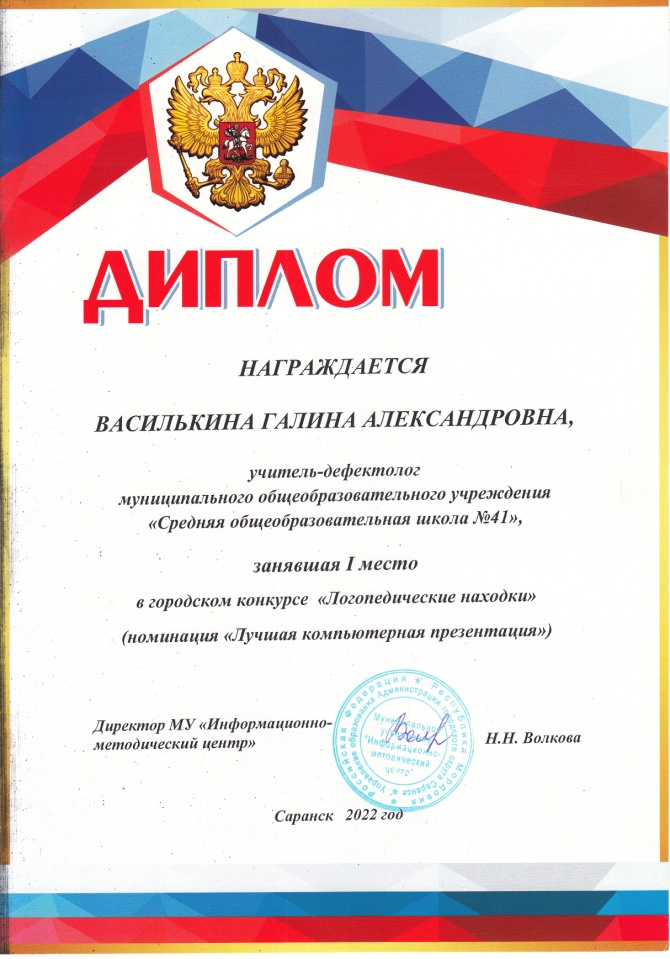 ДИПЛОМ
НАГРАЖДАЕТСЯ
ВАСИЛЬКИНА ГАЛИНА АЛЕКСАНДРОВНА,
учитель-дефектолог
муниципального общеобразовательного учреждения
«Средняя общеобразовательная школа №41»,
занявшая I место
в городском конкурсе «Логопедические находки»
(номинация «Лучшая компьютерная презентация»)
Директор МУ «Информационно-
методический центр»
Н.Н. Волкова
Российская Федерация * Республика Мордовия *
Управление образования Администрации городского округа Саранск *
Муниципальное
учреждение
"Информационно-
методический
центр"
Саранск 2022 год